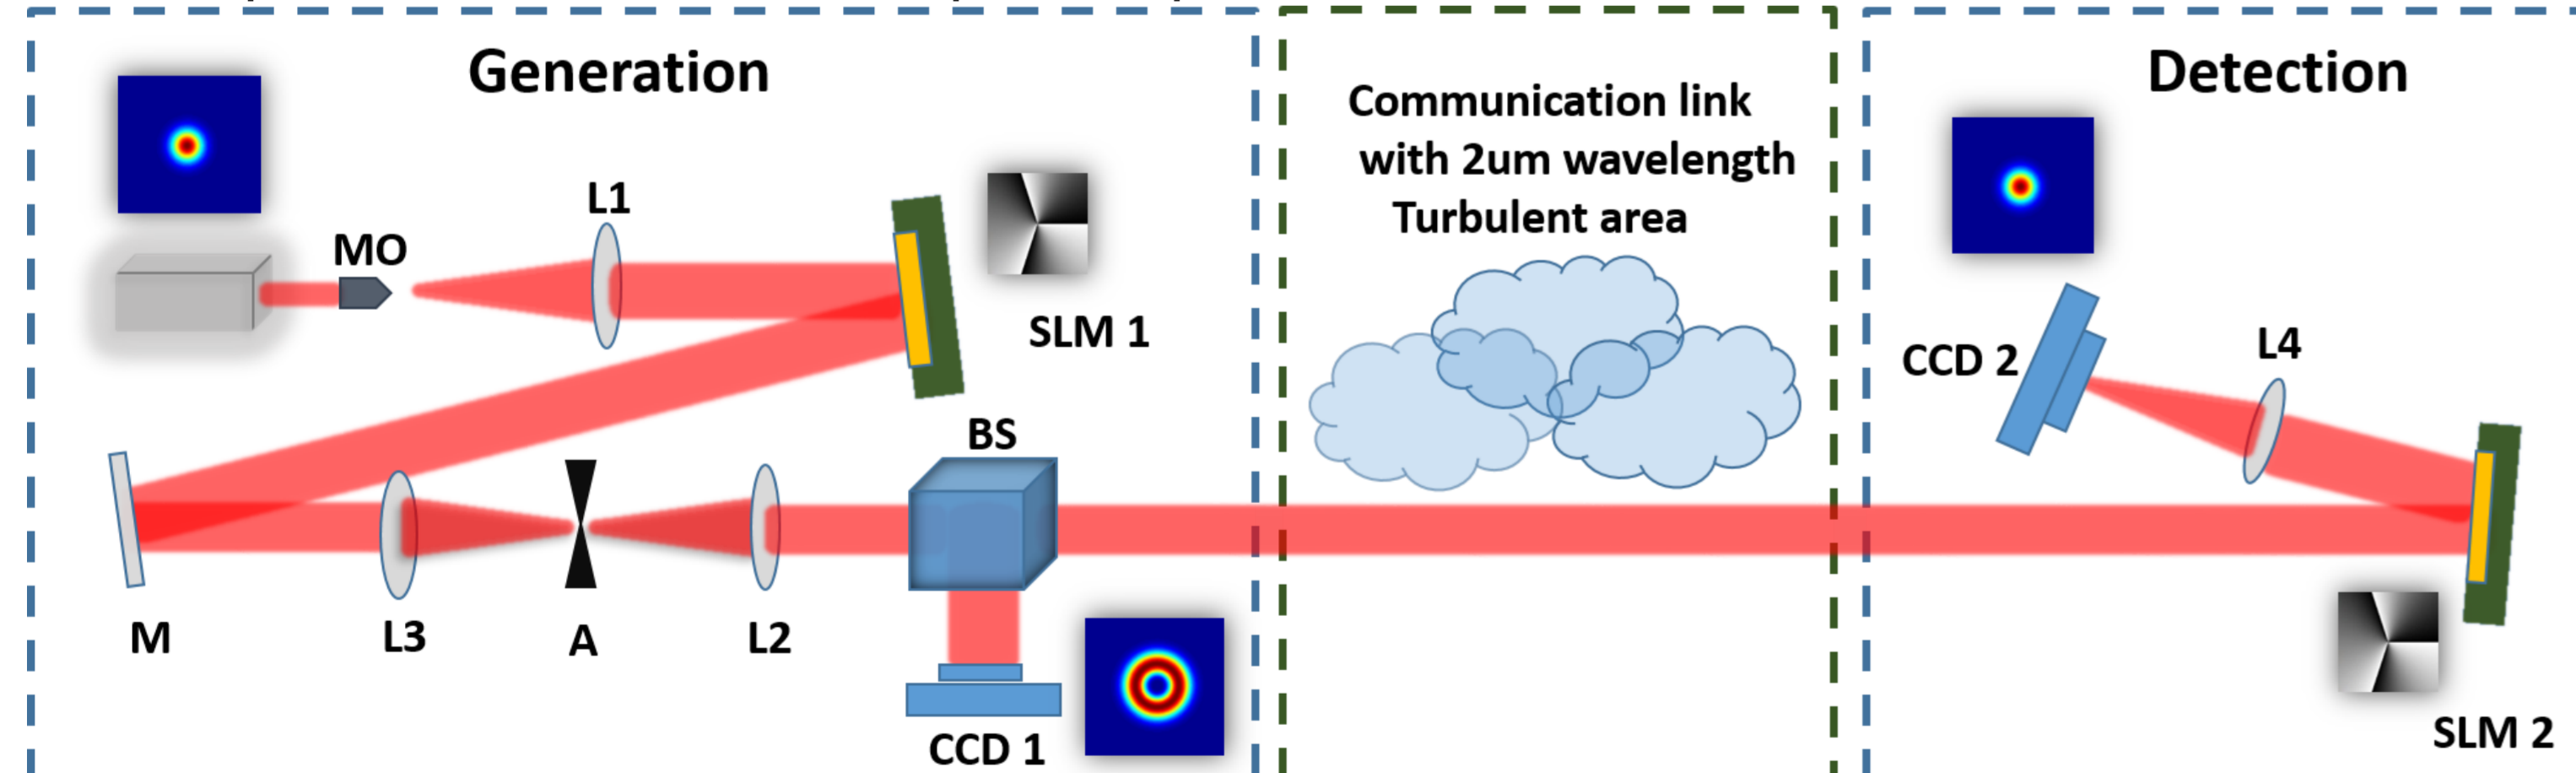 Generation
MO
L1
SLM 1
M
L3
A
L2
BS
CCD 1
Communication link
with 2um wavelength
Turbulent area
Detection
CCD 2
L4
SLM 2